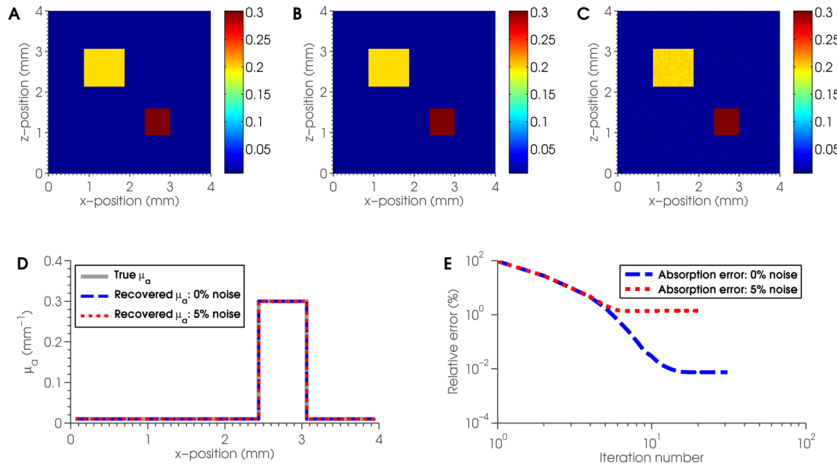 A
z-position (mm)
4
3
2
1
0
0 1 2 3 4
x-position (mm)
0.3
0.25
0.2
0.15
0.1
0.05
B
z-position (mm)
4
3
2
1
0
0 1 2 3 4
x-position (mm)
0.3
0.25
0.2
0.15
0.1
0.05
C
z-position (mm)
4
3
2
1
0
0 1 2 3 4
x-position (mm)
0.3
0.25
0.2
0.15
0.1
0.05
D
μₐ (mm⁻¹)
0.4
0.3
0.2
0.1
0
True μₐ
Recovered μₐ: 0% noise
Recovered μₐ: 5% noise
0 1 2 3 4
x-position (mm)
E
Relative error (%)
10²
10⁰
10⁻²
10⁻⁴
Absorption error: 0% noise
Absorption error: 5% noise
10⁰ 10¹ 10²
Iteration number